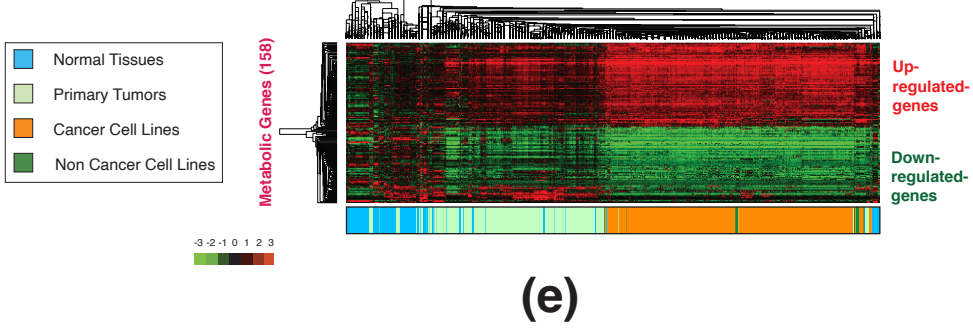 Normal Tissues
Primary Tumors
Cancer Cell Lines
Non Cancer Cell Lines
Metabolic Genes (158)
Up-
regulated-
genes
Down-
regulated-
genes
-3 -2 -1 0 1 2 3
(e)